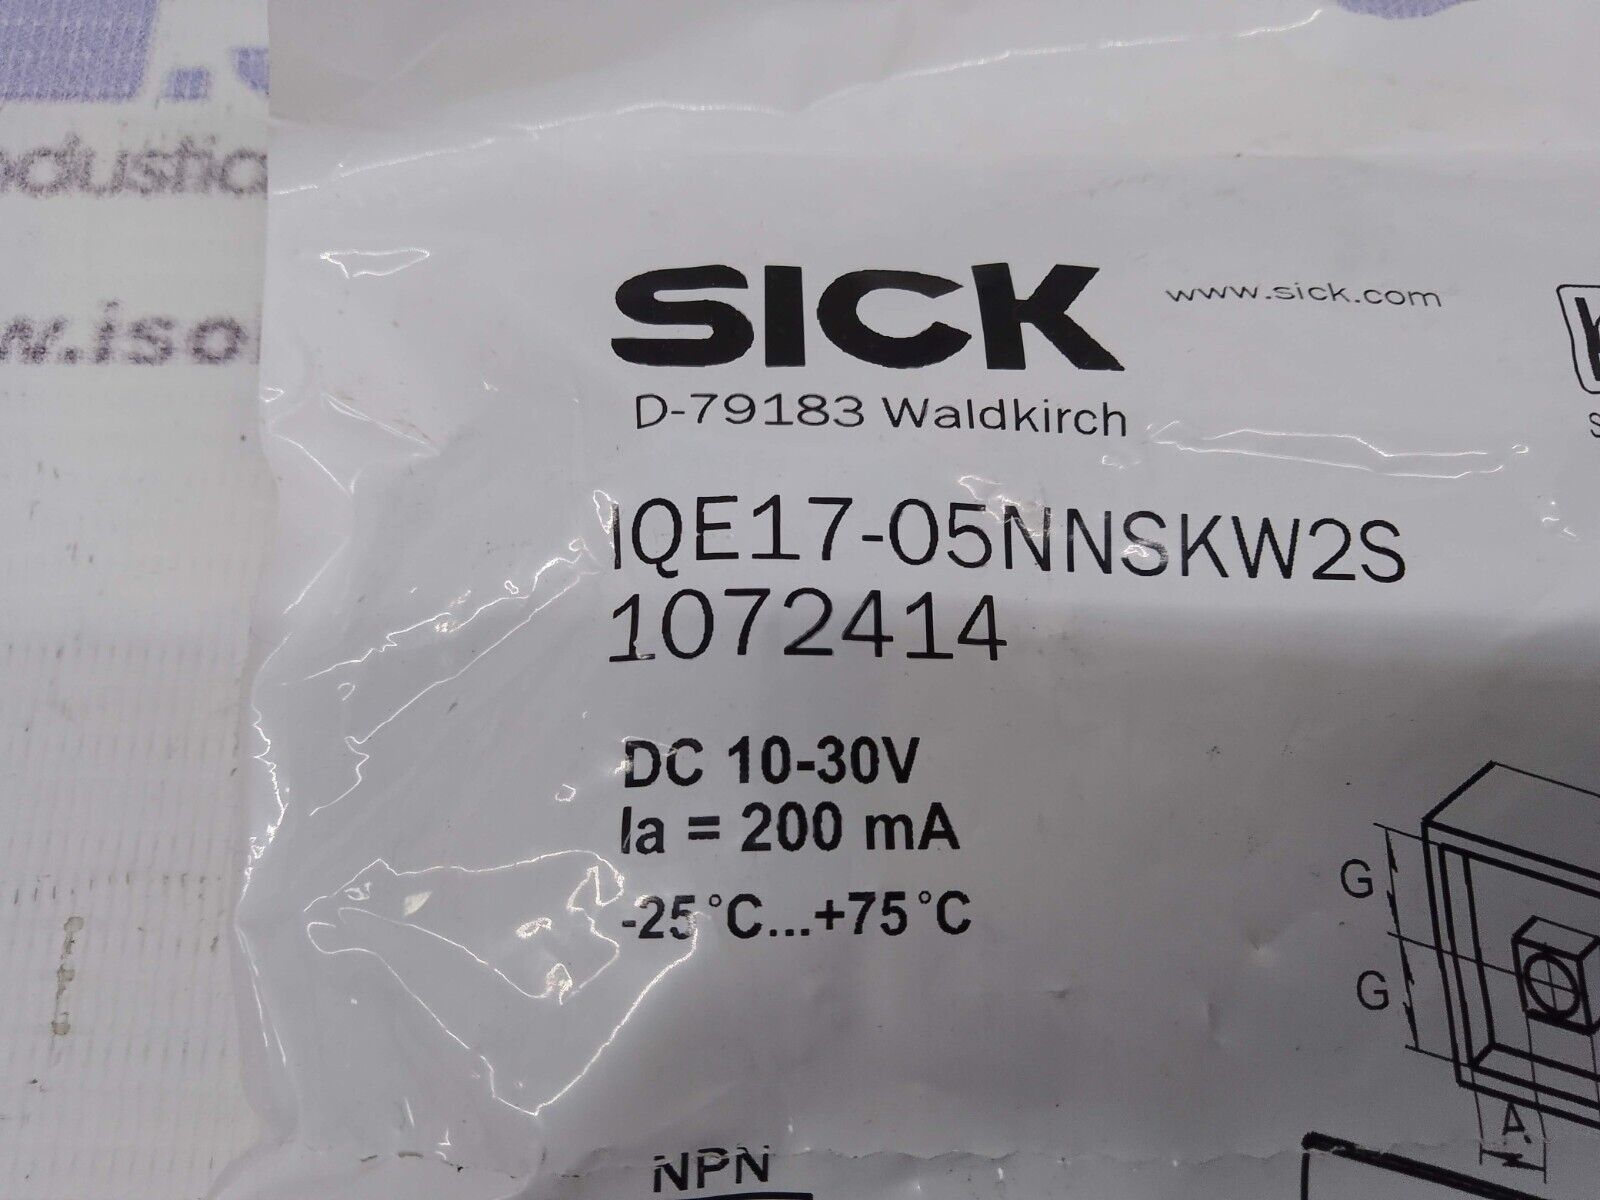 SICK
www.sick.com
D-79183 Waldkirch
IQE17-05NNSKW2S
1072414
DC 10-30V
Ia = 200 mA
-25°C...+75°C
G
G
A
NPN